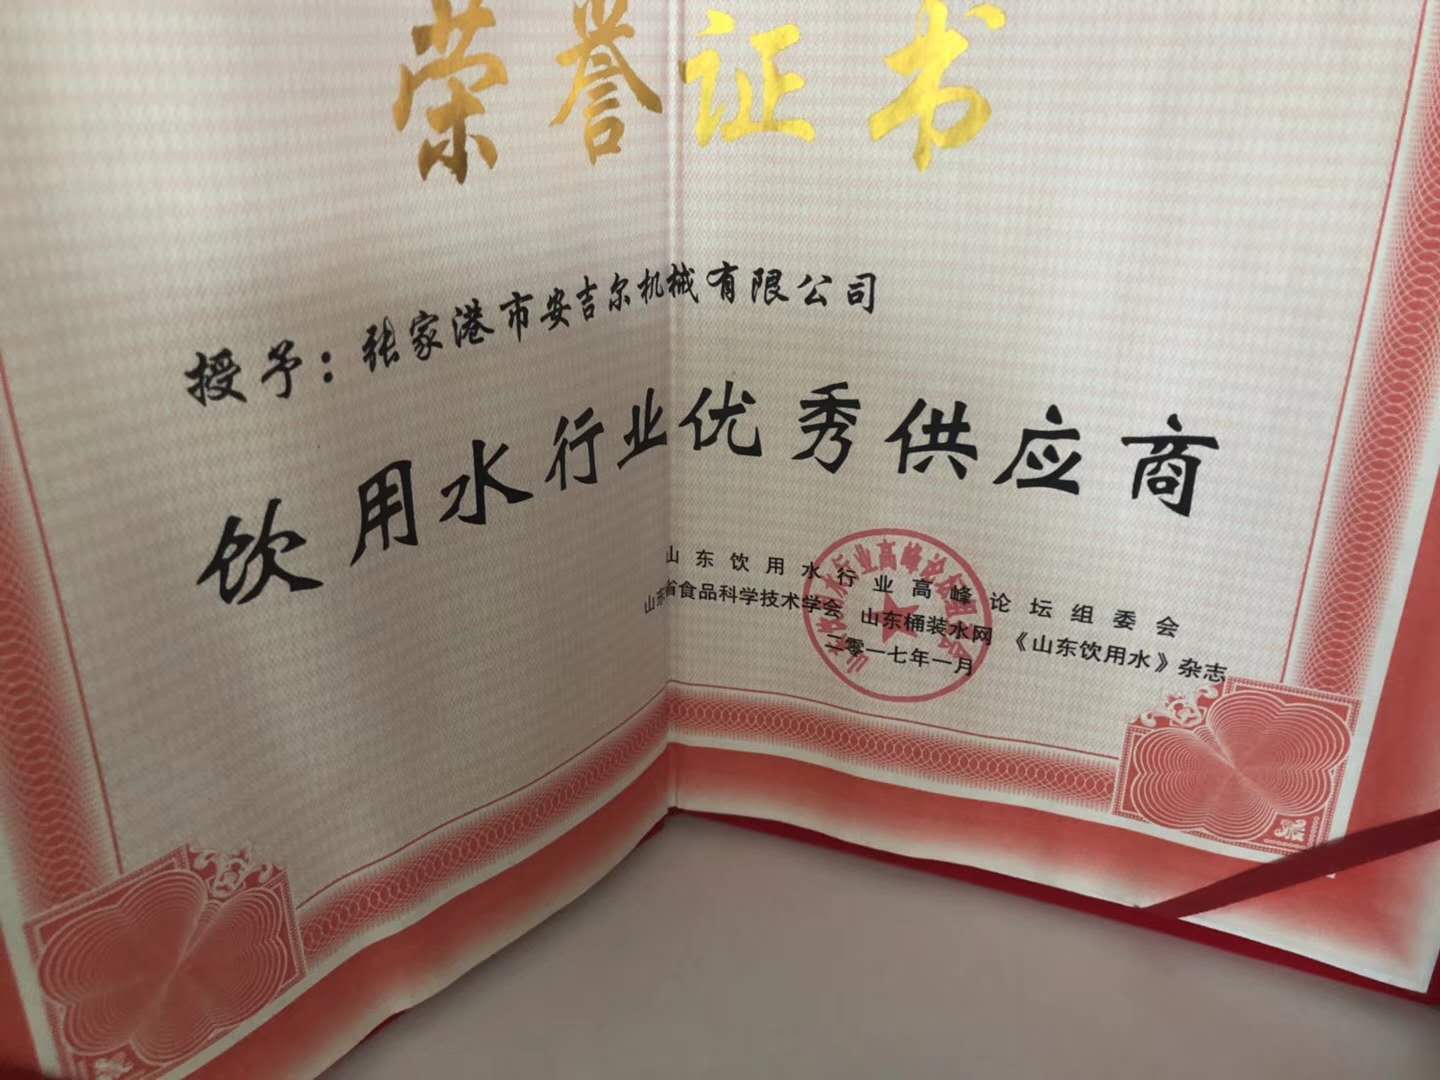 荣誉证书
授予：张家港市安吉尔机械有限公司
饮用水行业优秀供应商
山东饮用水行业高峰论坛组委会
山东省食品科学技术学会 山东桶装水网 《山东饮用水》杂志
二零一七年一月